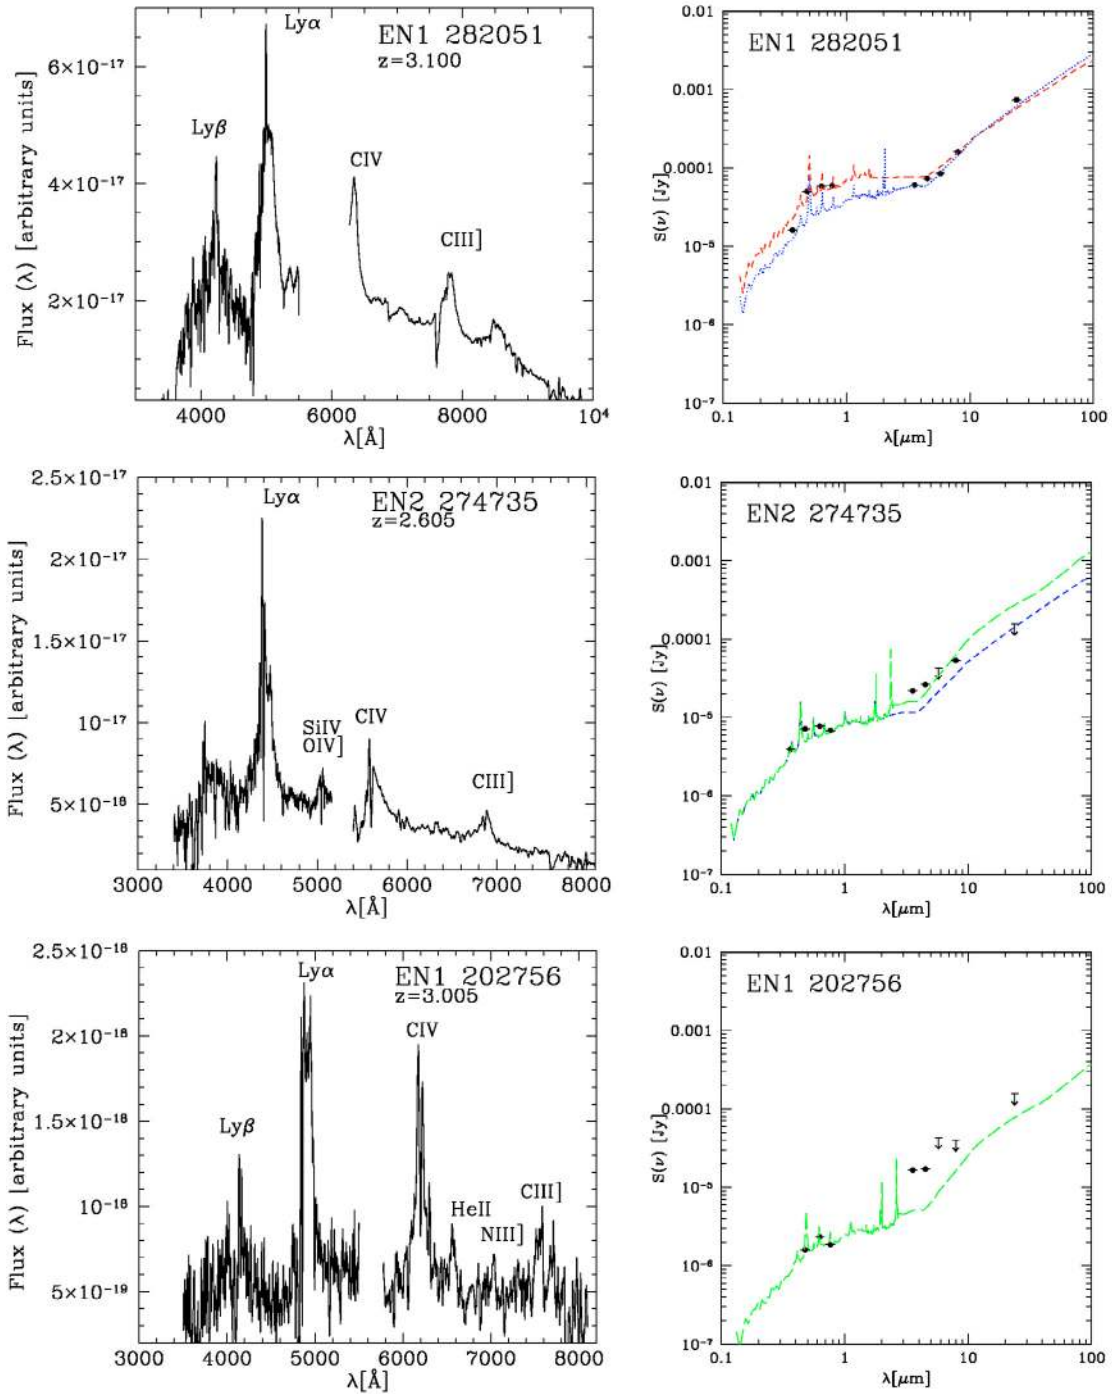 EN1 282051
z=3.100
Lyα
Lyβ
CIV
CIII]
6×10⁻¹⁷
4×10⁻¹⁷
2×10⁻¹⁷
Flux (λ) [arbitrary units]
4000 6000 8000 10⁴
λ[Å]
EN1 282051
0.01
0.001
0.0001
10⁻⁵
10⁻⁶
10⁻⁷
S(ν) [Jy]
0.1 1 10 100
λ[μm]
EN2 274735
z=2.605
Lyα
SiIV
OIV]
CIV
CIII]
2.5×10⁻¹⁷
2×10⁻¹⁷
1.5×10⁻¹⁷
10⁻¹⁷
5×10⁻¹⁸
Flux (λ) [arbitrary units]
3000 4000 5000 6000 7000 8000
λ[Å]
EN2 274735
0.01
0.001
0.0001
10⁻⁵
10⁻⁶
10⁻⁷
S(ν) [Jy]
0.1 1 10 100
λ[μm]
EN1 202756
z=3.005
Lyα
CIV
Lyβ
HeII
NIII]
CIII]
2.5×10⁻¹⁸
2×10⁻¹⁸
1.5×10⁻¹⁸
10⁻¹⁸
5×10⁻¹⁹
Flux (λ) [arbitrary units]
3000 4000 5000 6000 7000 8000
λ[Å]
EN1 202756
0.01
0.001
0.0001
10⁻⁵
10⁻⁶
10⁻⁷
S(ν) [Jy]
0.1 1 10 100
λ[μm]